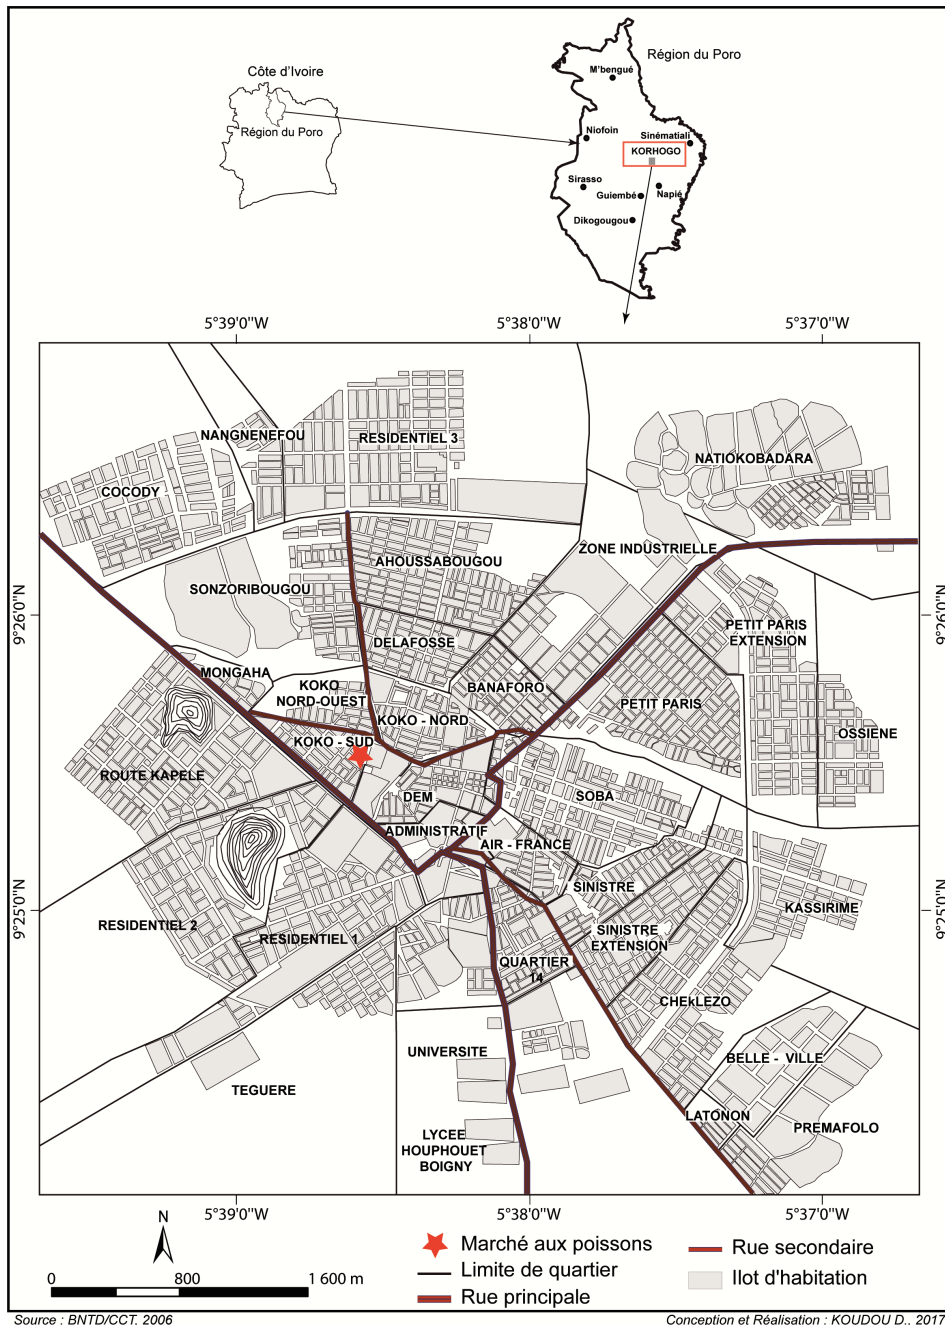 Côte d'Ivoire
Région du Poro
Région du Poro
M'bengué
Niofoin
Sinématiali
KORHOGO
Sirasso
Guiembé
Napié
Dikogougou
5°39'0"W
5°38'0"W
5°37'0"W
NANGNENEFOU
RESIDENTIEL 3
NATIOKOBADARA
COCODY
ZONE INDUSTRIELLE
AHOUSSABOUGOU
SONZORIBOUGOU
9°26'0"N
9°26'0"N
PETIT PARIS
EXTENSION
DELAFOSSE
MONGAHA
KOKO
NORD-OUEST
BANAFORO
PETIT PARIS
KOKO - NORD
OSSIENE
KOKO - SUD
ROUTE KAPELE
DEM
SOBA
ADMINISTRATIF
AIR - FRANCE
SINISTRE
9°25'0"N
9°25'0"N
KASSIRIME
RESIDENTIEL 2
RESIDENTIEL 1
SINISTRE
EXTENSION
QUARTIER
14
CHEkLEZO
UNIVERSITE
BELLE - VILLE
TEGUERE
LATONON
PREMAFOLO
LYCEE
HOUPHOUET
BOIGNY
5°39'0"W
5°38'0"W
5°37'0"W
N
0 800 1 600 m
Marché aux poissons
Limite de quartier
Rue principale
Rue secondaire
Ilot d'habitation
Source : BNTD/CCT, 2006
Conception et Réalisation : KOUDOU D., 2017